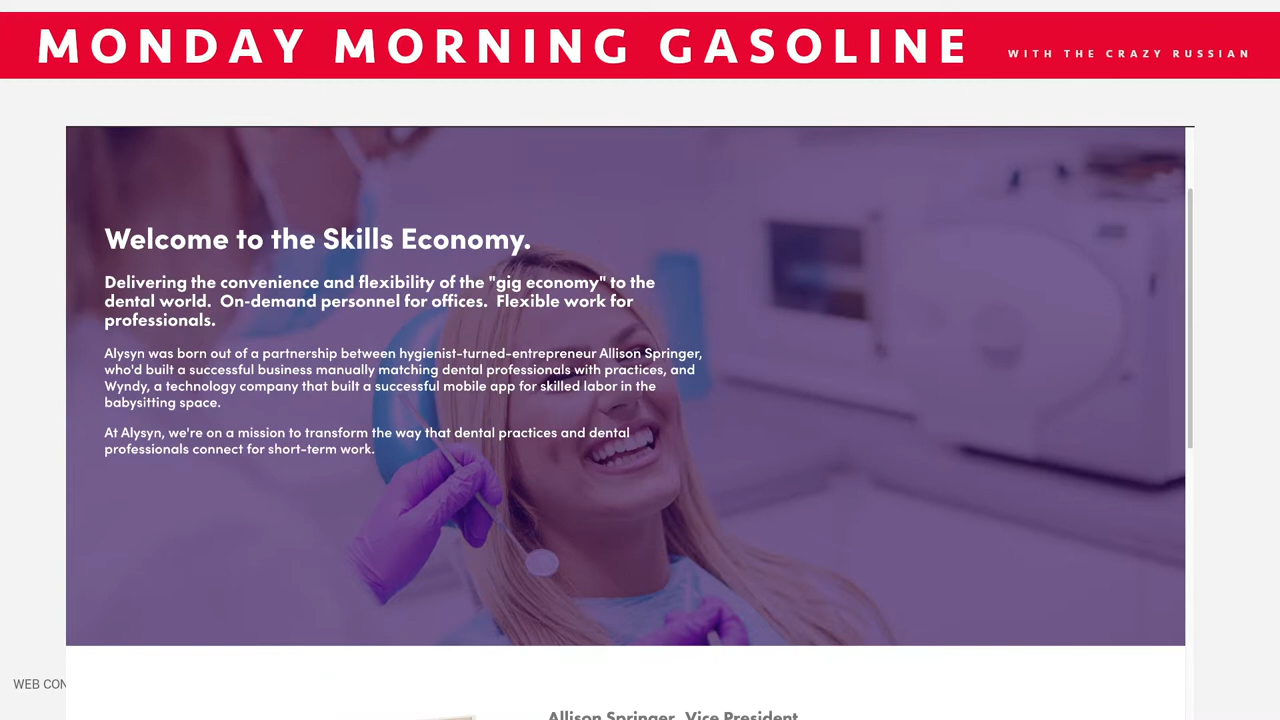 MONDAY MORNING GASOLINE WITH THE CRAZY RUSSIAN
Welcome to the Skills Economy.
Delivering the convenience and flexibility of the "gig economy" to the
dental world. On-demand personnel for offices. Flexible work for
professionals.
Alysyn was born out of a partnership between hygienist-turned-entrepreneur Allison Springer,
who'd built a successful business manually matching dental professionals with practices, and
Wyndy, a technology company that built a successful mobile app for skilled labor in the
babysitting space.
At Alysyn, we're on a mission to transform the way that dental practices and dental
professionals connect for short-term work.
WEB CON
Allison Springer, Vice President